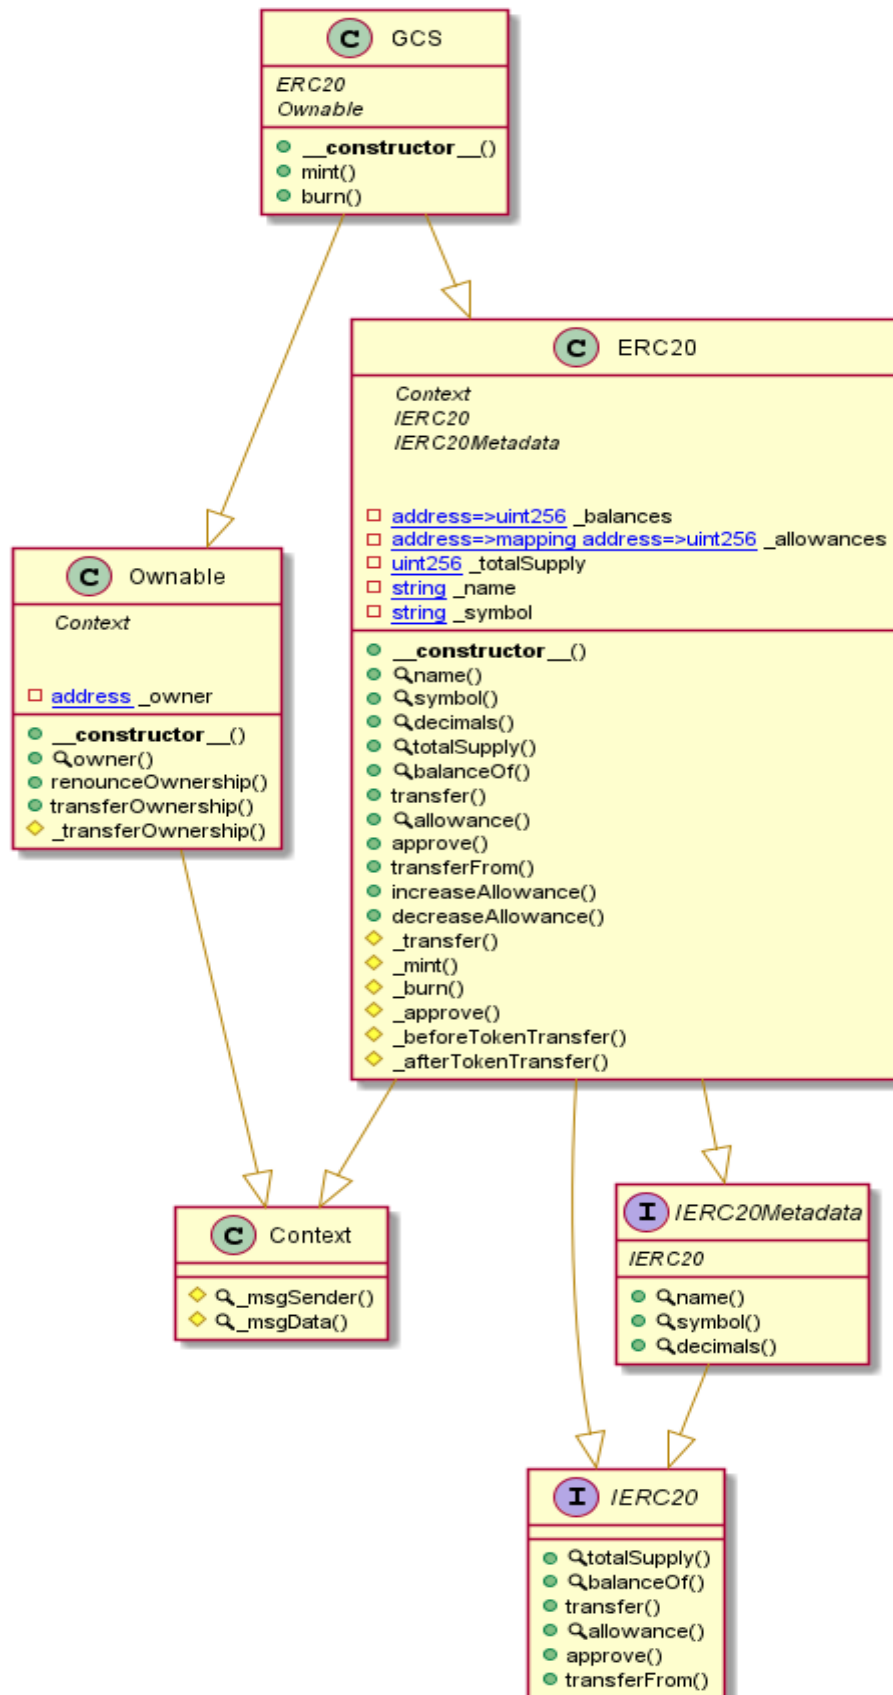 C GCS
ERC20
Ownable
__constructor__()
mint()
burn()
C ERC20
Context
IERC20
IERC20Metadata
address=>uint256 _balances
address=>mapping address=>uint256 _allowances
uint256 _totalSupply
string _name
string _symbol
__constructor__()
name()
symbol()
decimals()
totalSupply()
balanceOf()
transfer()
allowance()
approve()
transferFrom()
increaseAllowance()
decreaseAllowance()
_transfer()
_mint()
_burn()
_approve()
_beforeTokenTransfer()
_afterTokenTransfer()
C Ownable
Context
address _owner
__constructor__()
owner()
renounceOwnership()
transferOwnership()
_transferOwnership()
C Context
_msgSender()
_msgData()
I IERC20Metadata
IERC20
name()
symbol()
decimals()
I IERC20
totalSupply()
balanceOf()
transfer()
allowance()
approve()
transferFrom()